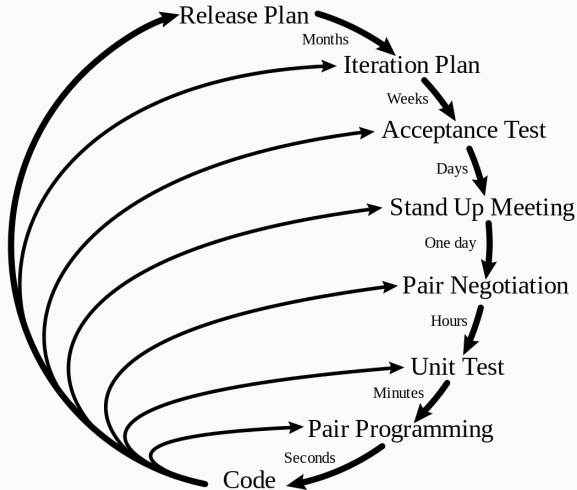 Release Plan
Months
Iteration Plan
Weeks
Acceptance Test
Days
Stand Up Meeting
One day
Pair Negotiation
Hours
Unit Test
Minutes
Pair Programming
Seconds
Code